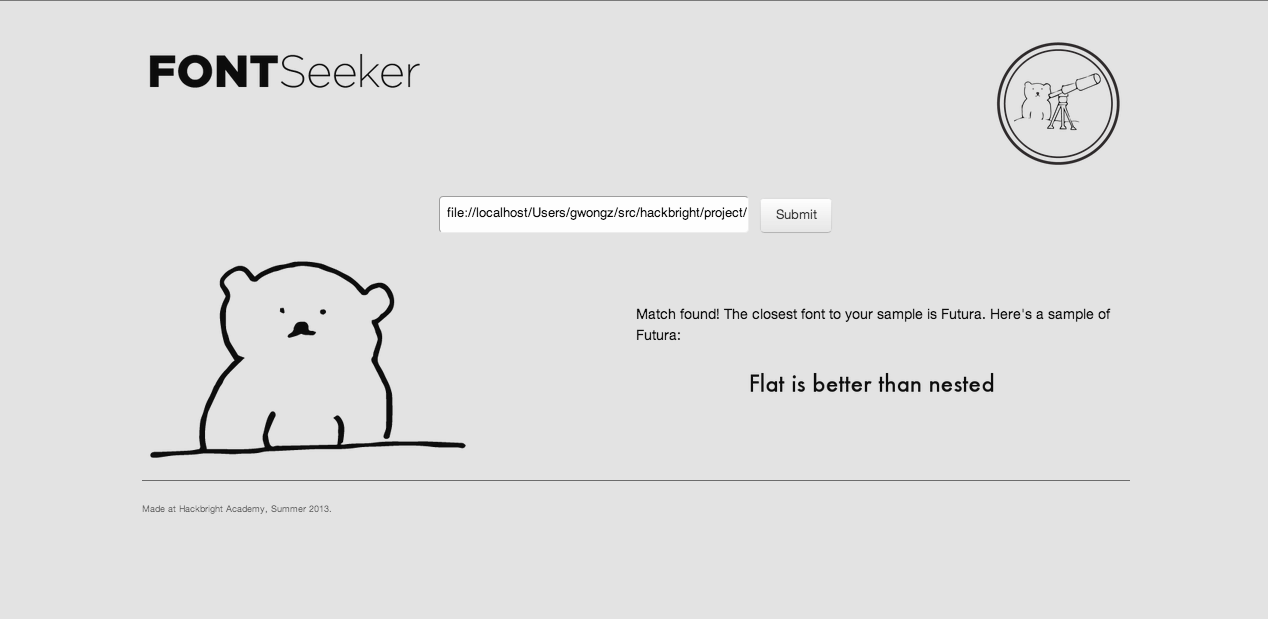 FONTSeeker
file://localhost/Users/gwongz/src/hackbright/project/
Submit
Match found! The closest font to your sample is Futura. Here's a sample of
Futura:
Flat is better than nested
Made at Hackbright Academy, Summer 2013.